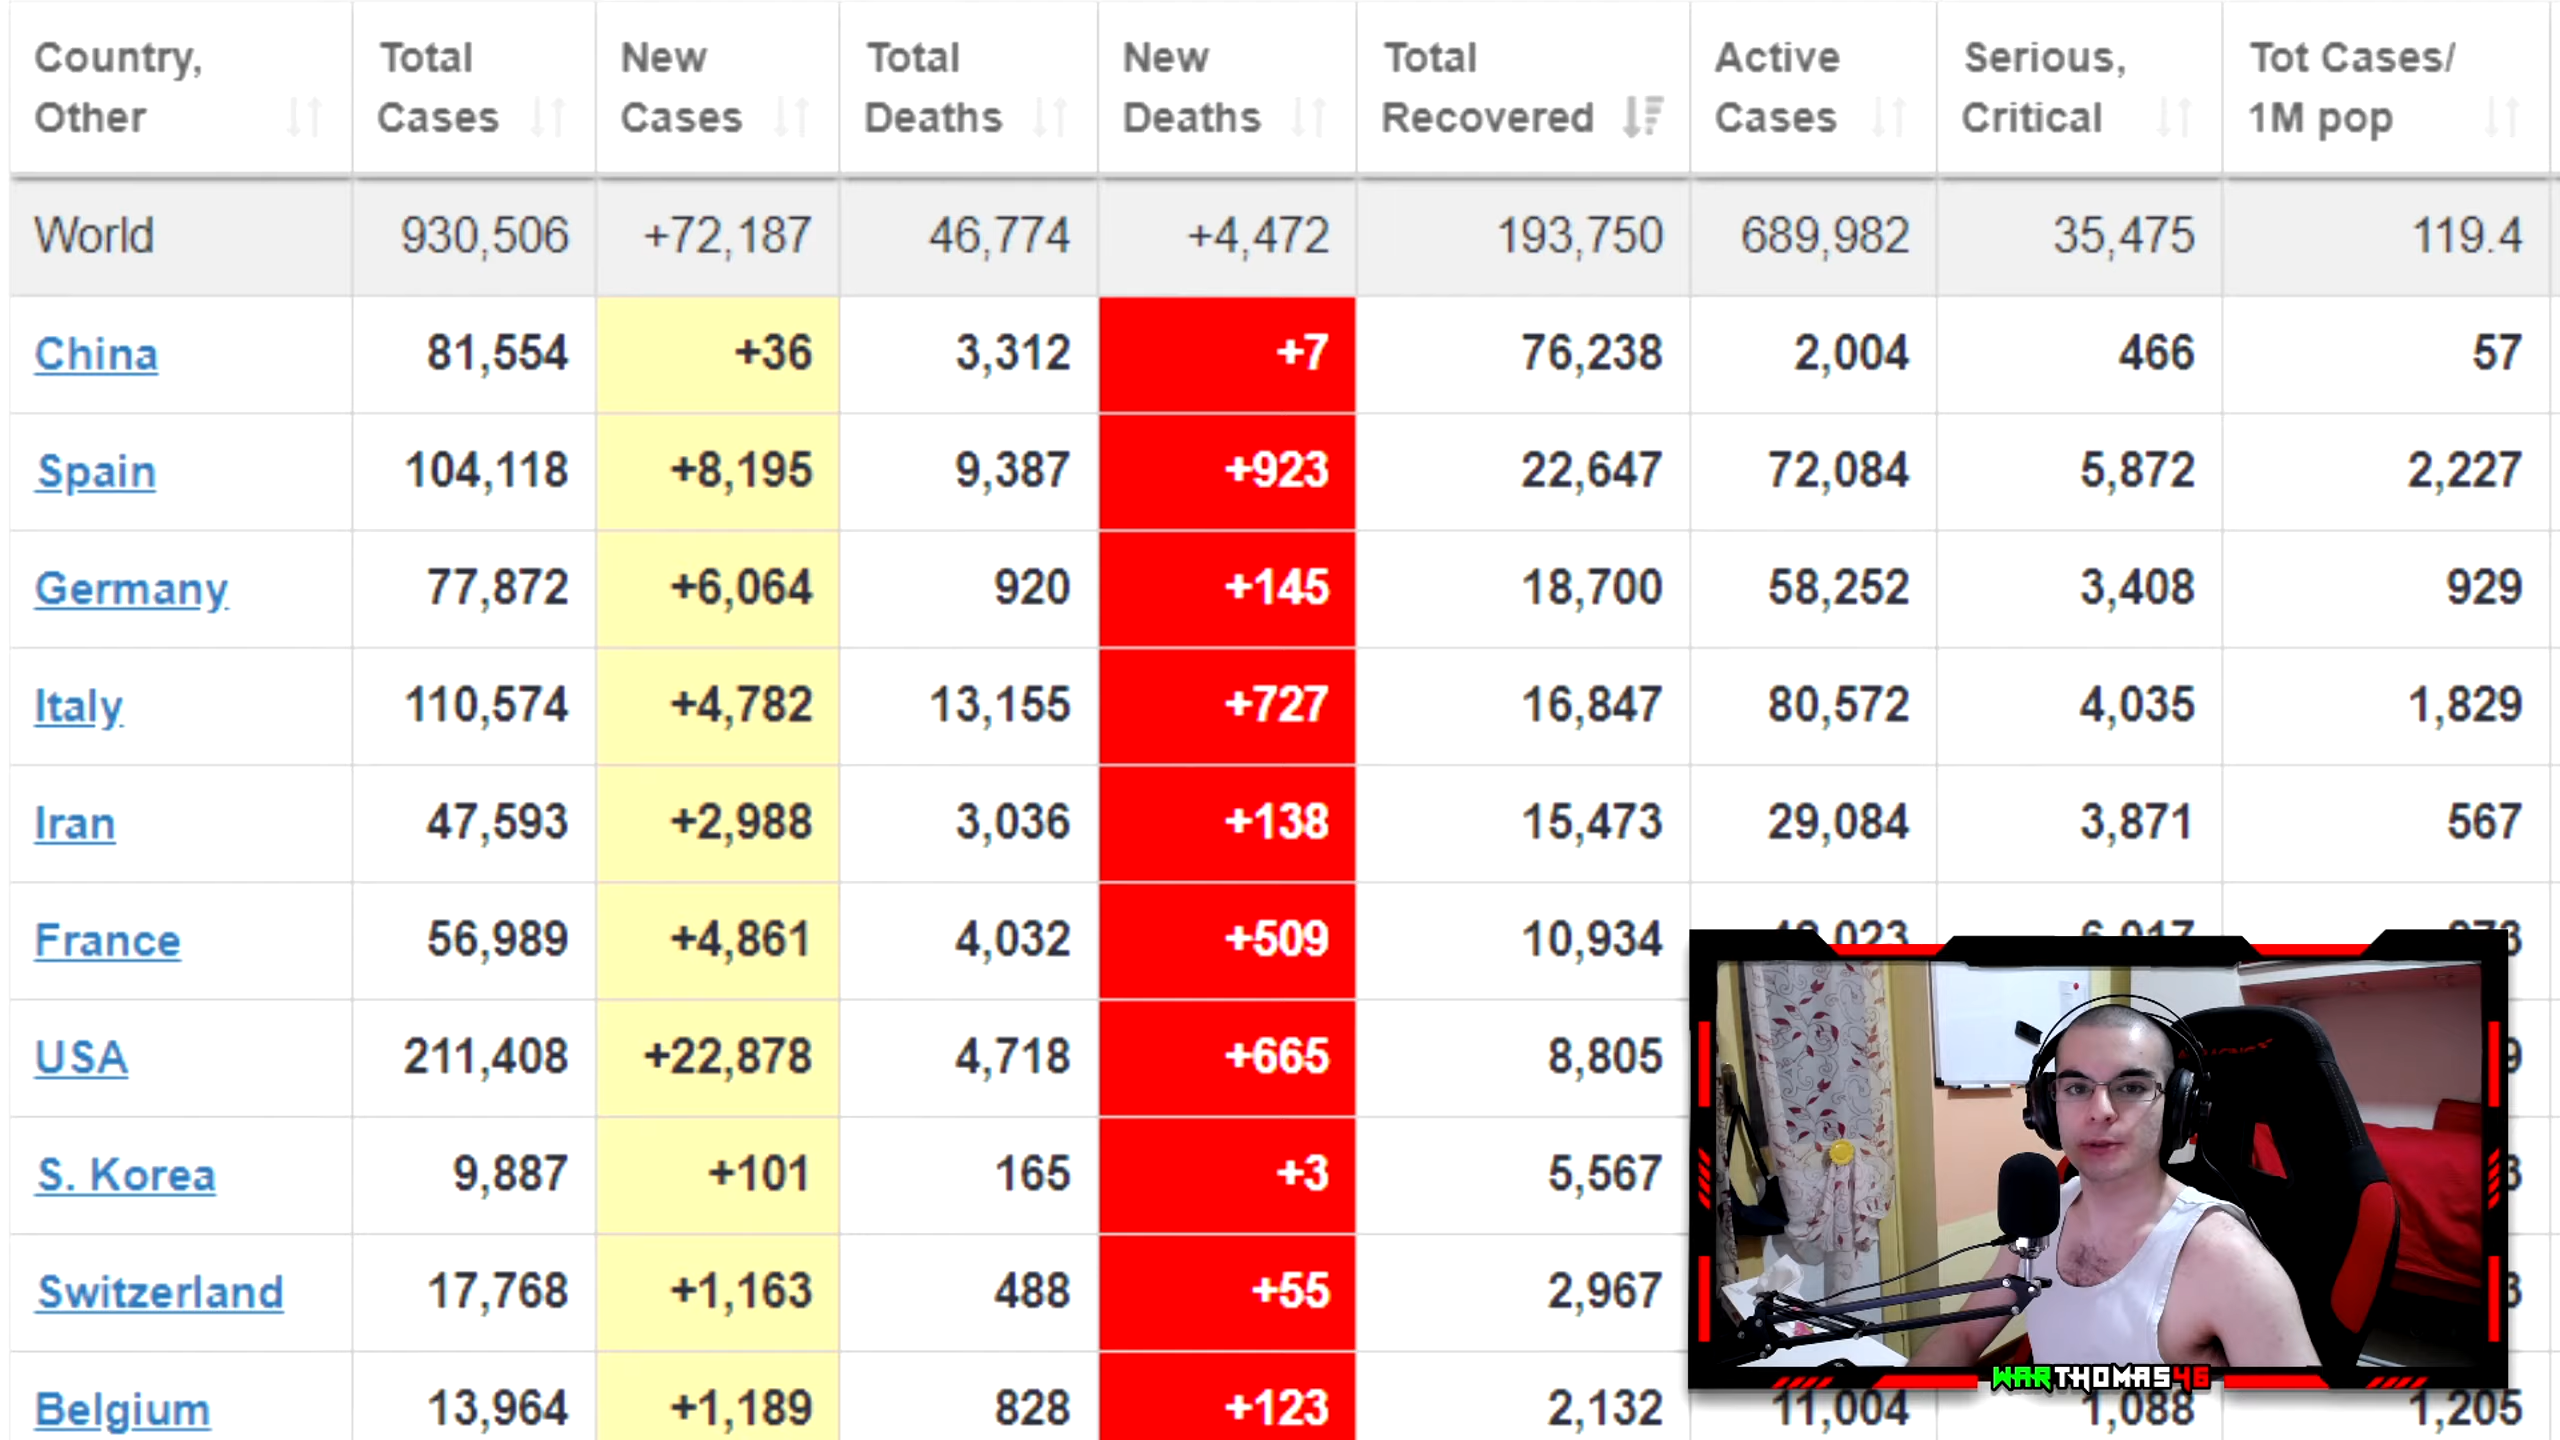 Country, Other Total Cases New Cases Total Deaths New Deaths Total Recovered Active Cases Serious, Critical Tot Cases/ 1M pop
World 930,506 +72,187 46,774 +4,472 193,750 689,982 35,475 119.4
China 81,554 +36 3,312 +7 76,238 2,004 466 57
Spain 104,118 +8,195 9,387 +923 22,647 72,084 5,872 2,227
Germany 77,872 +6,064 920 +145 18,700 58,252 3,408 929
Italy 110,574 +4,782 13,155 +727 16,847 80,572 4,035 1,829
Iran 47,593 +2,988 3,036 +138 15,473 29,084 3,871 567
France 56,989 +4,861 4,032 +509 10,934
USA 211,408 +22,878 4,718 +665 8,805
S. Korea 9,887 +101 165 +3 5,567
Switzerland 17,768 +1,163 488 +55 2,967
WARTHOMAS46
Belgium 13,964 +1,189 828 +123 2,132 11,004 1,088 1,205